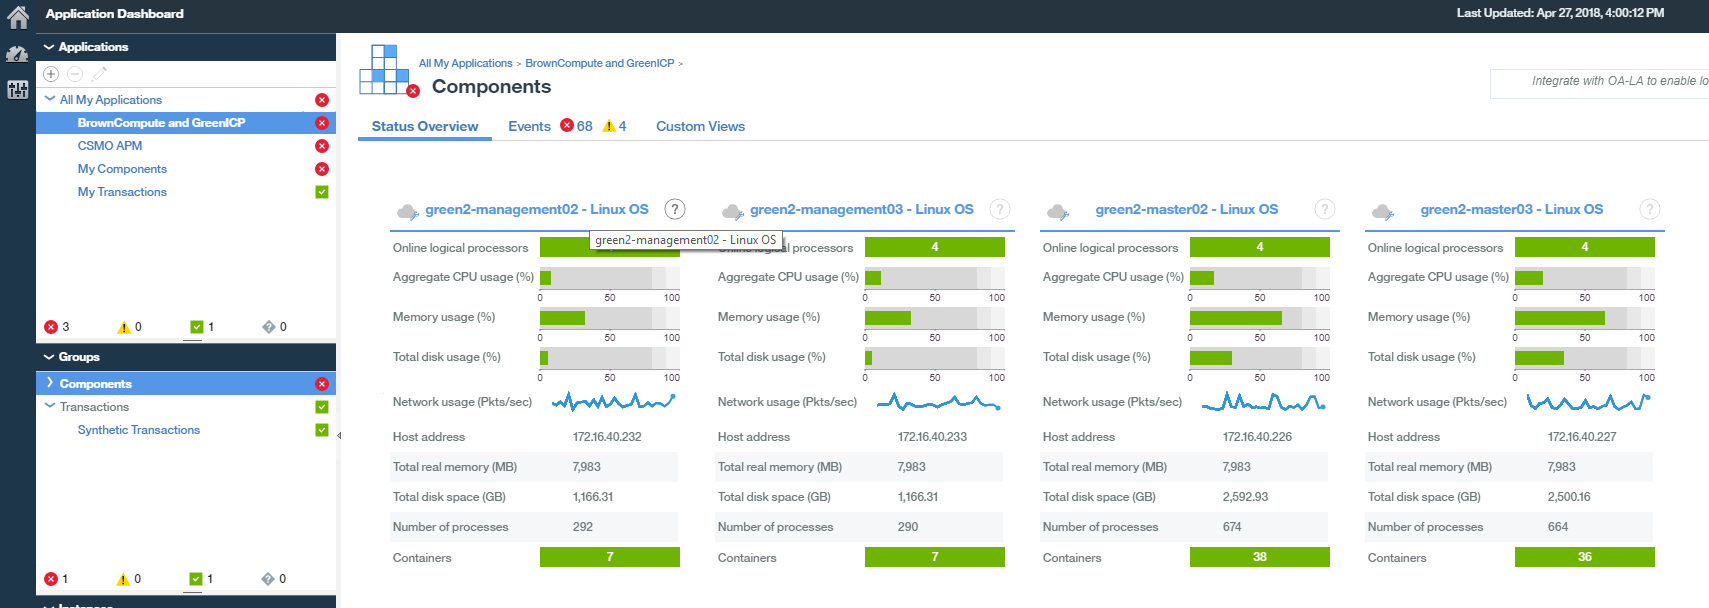 Application Dashboard
Last Updated: Apr 27, 2018, 4:00:12 PM
Applications
All My Applications
BrownCompute and GreenICP
CSMO APM
My Components
My Transactions
3 0 1 0
Groups
Components
Transactions
Synthetic Transactions
1 0 1 0
Instances
All My Applications > BrownCompute and GreenICP >
Components
Integrate with OA-LA to enable lo
Status Overview Events 68 4 Custom Views
green2-management02 - Linux OS ?
green2-management02 - Linux OS
Online logical processors
Aggregate CPU usage (%)
0 50 100
Memory usage (%)
0 50 100
Total disk usage (%)
0 50 100
Network usage (Pkts/sec)
Host address 172.16.40.232
Total real memory (MB) 7,983
Total disk space (GB) 1,166.31
Number of processes 292
Containers 7
green2-management03 - Linux OS ?
Online logical processors 4
Aggregate CPU usage (%)
0 50 100
Memory usage (%)
0 50 100
Total disk usage (%)
0 50 100
Network usage (Pkts/sec)
Host address 172.16.40.233
Total real memory (MB) 7,983
Total disk space (GB) 1,166.31
Number of processes 290
Containers 7
green2-master02 - Linux OS ?
Online logical processors 4
Aggregate CPU usage (%)
0 50 100
Memory usage (%)
0 50 100
Total disk usage (%)
0 50 100
Network usage (Pkts/sec)
Host address 172.16.40.226
Total real memory (MB) 7,983
Total disk space (GB) 2,592.93
Number of processes 674
Containers 38
green2-master03 - Linux OS ?
Online logical processors 4
Aggregate CPU usage (%)
0 50 100
Memory usage (%)
0 50 100
Total disk usage (%)
0 50 100
Network usage (Pkts/sec)
Host address 172.16.40.227
Total real memory (MB) 7,983
Total disk space (GB) 2,500.16
Number of processes 664
Containers 36